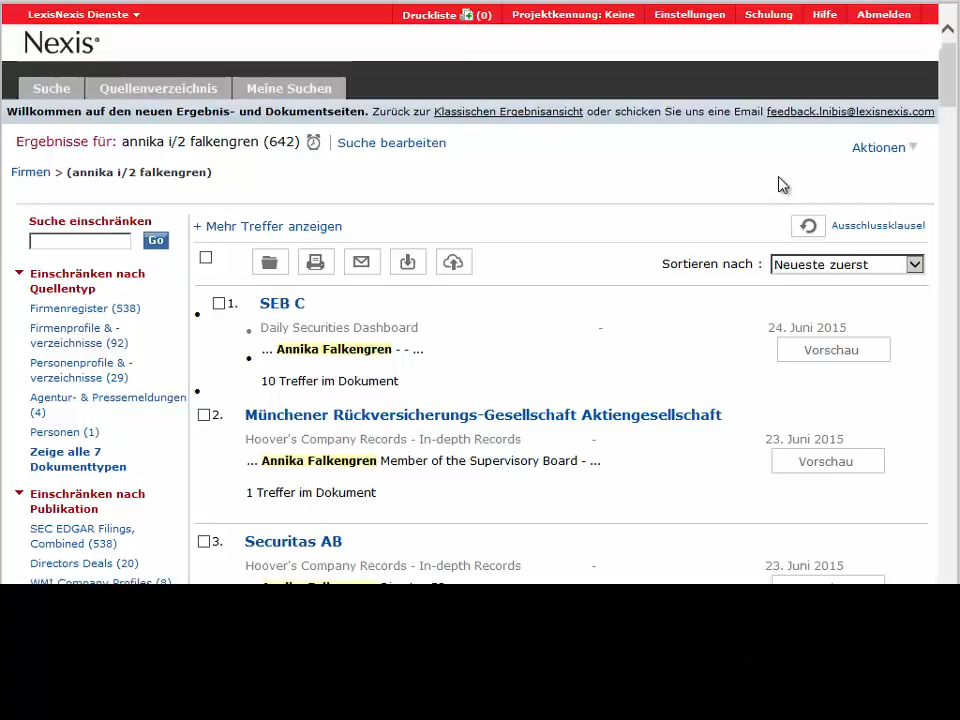 LexisNexis Dienste
Druckliste (0)
Projektkennung: Keine
Einstellungen
Schulung
Hilfe
Abmelden
Nexis®
Suche
Quellenverzeichnis
Meine Suchen
Willkommen auf den neuen Ergebnis- und Dokumentseiten. Zurück zur Klassischen Ergebnisansicht oder schicken Sie uns eine Email feedback.lnibis@lexisnexis.com
Ergebnisse für: annika i/2 falkengren (642)
Suche bearbeiten
Aktionen
Firmen > (annika i/2 falkengren)
Suche einschränken
Go
Einschränken nach
Quellentyp
Firmenregister (538)
Firmenprofile & -
verzeichnisse (92)
Personenprofile & -
verzeichnisse (29)
Agentur- & Pressemeldungen
(4)
Personen (1)
Zeige alle 7
Dokumenttypen
Einschränken nach
Publikation
SEC EDGAR Filings,
Combined (538)
Directors Deals (20)
WMI Company Profiles (8)
+ Mehr Treffer anzeigen
Ausschlussklausel
Sortieren nach : Neueste zuerst
1. SEB C
Daily Securities Dashboard - 24. Juni 2015
... Annika Falkengren - - ...
Vorschau
10 Treffer im Dokument
2. Münchener Rückversicherungs-Gesellschaft Aktiengesellschaft
Hoover's Company Records - In-depth Records - 23. Juni 2015
... Annika Falkengren Member of the Supervisory Board - ...
Vorschau
1 Treffer im Dokument
3. Securitas AB
Hoover's Company Records - In-depth Records - 23. Juni 2015